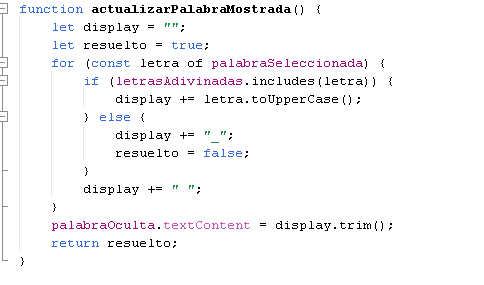 function actualizarPalabraMostrada() {
let display = "";
let resuelto = true;
for (const letra of palabraSeleccionada) {
if (letrasAdivinadas.includes(letra)) {
display += letra.toUpperCase();
} else {
display += "_";
resuelto = false;
}
display += " ";
}
palabraOculta.textContent = display.trim();
return resuelto;
}